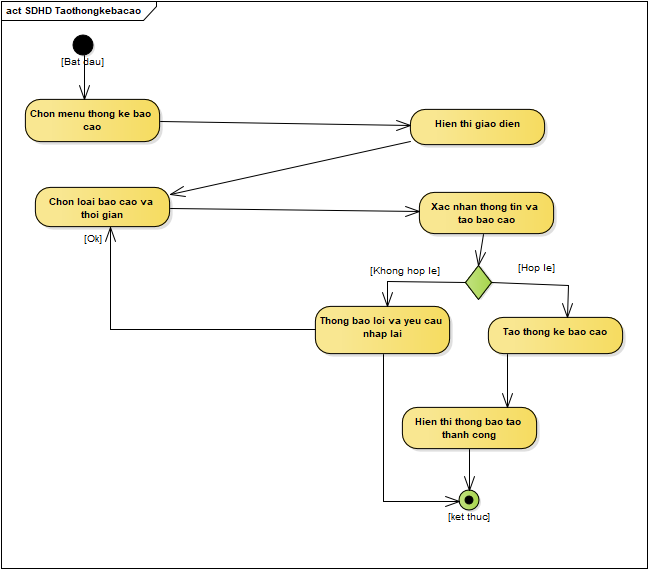 act SDHD Taothongkebacao
[Bat dau]
Chon menu thong ke bao
cao
Hien thi giao dien
Chon loai bao cao va
thoi gian
Xac nhan thong tin va
tao bao cao
[Ok]
[Khong hop le]
[Hop le]
Thong bao loi va yeu cau
nhap lai
Tao thong ke bao cao
Hien thi thong bao tao
thanh cong
[ket thuc]